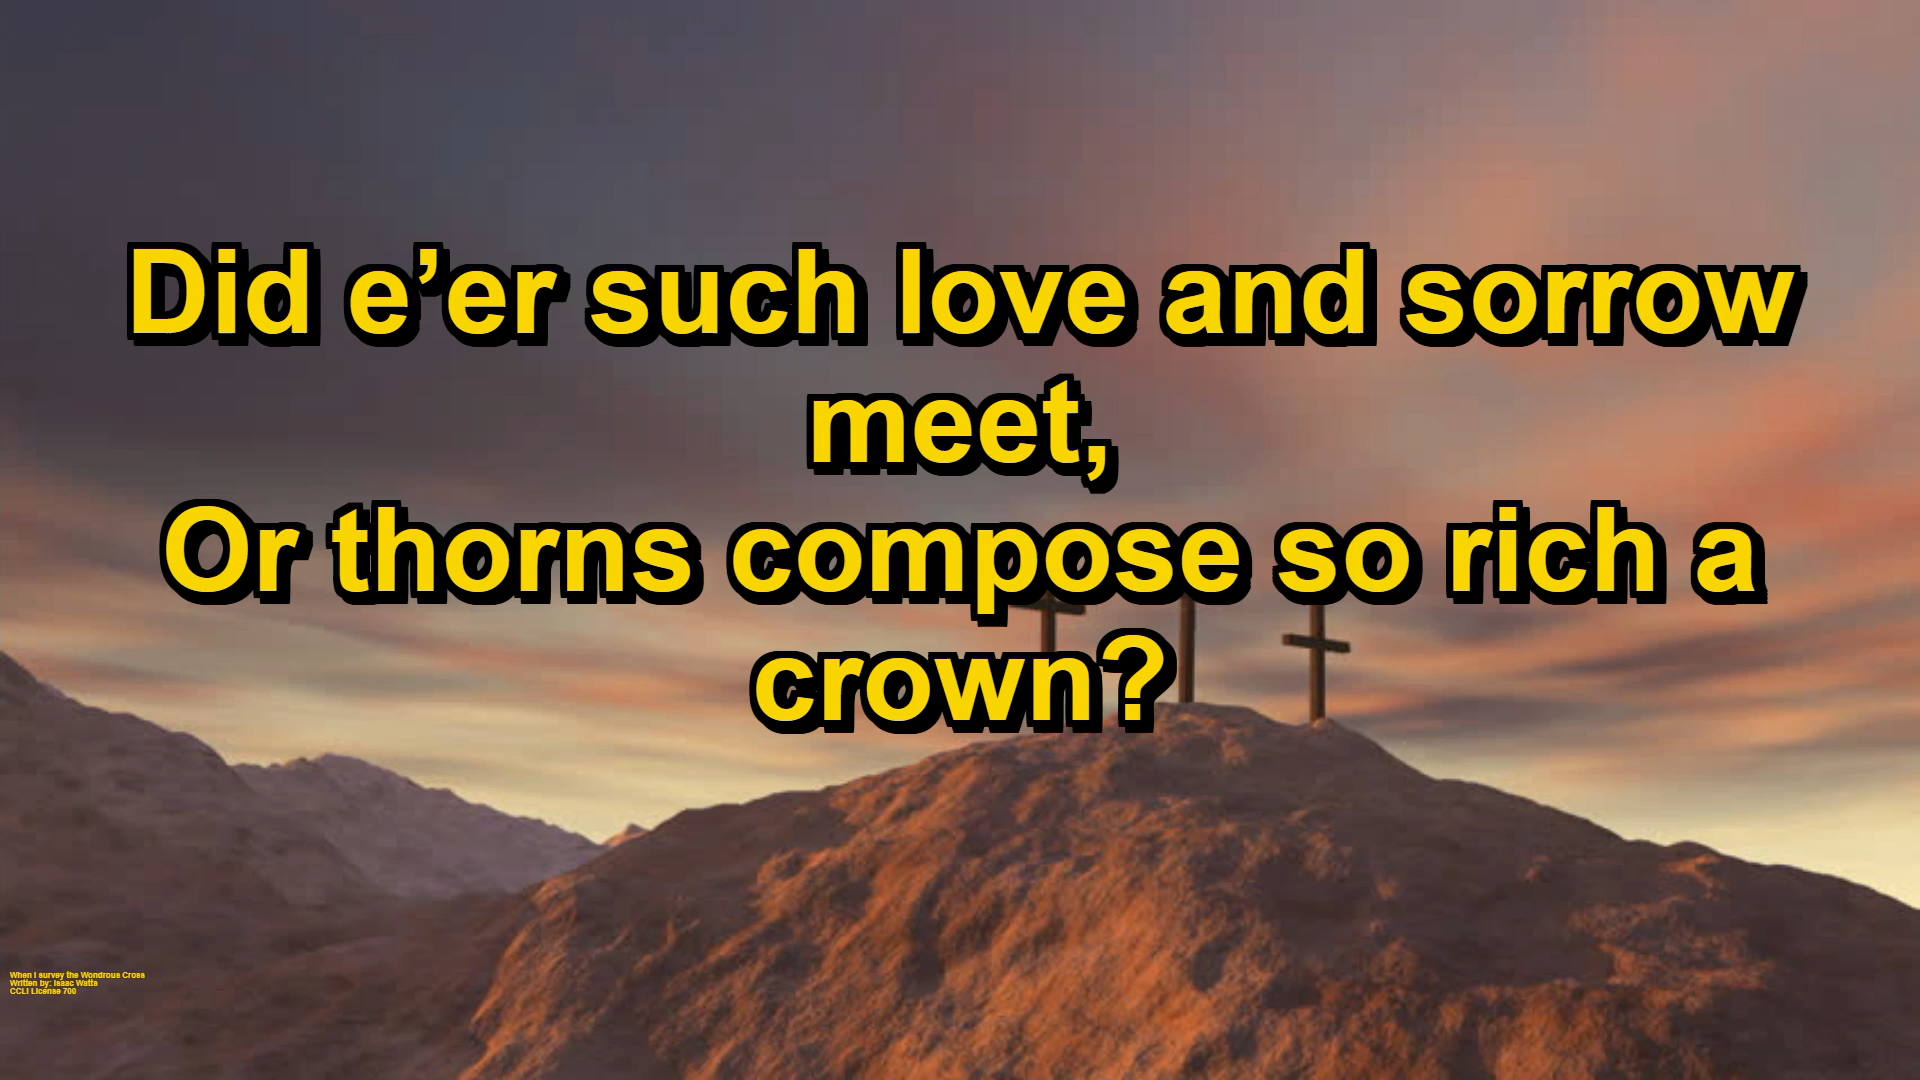 Did e’er such love and sorrow
meet,
Or thorns compose so rich a
crown?
When I survey the Wondrous Cross
Written by: Isaac Watts
CCLI License 700